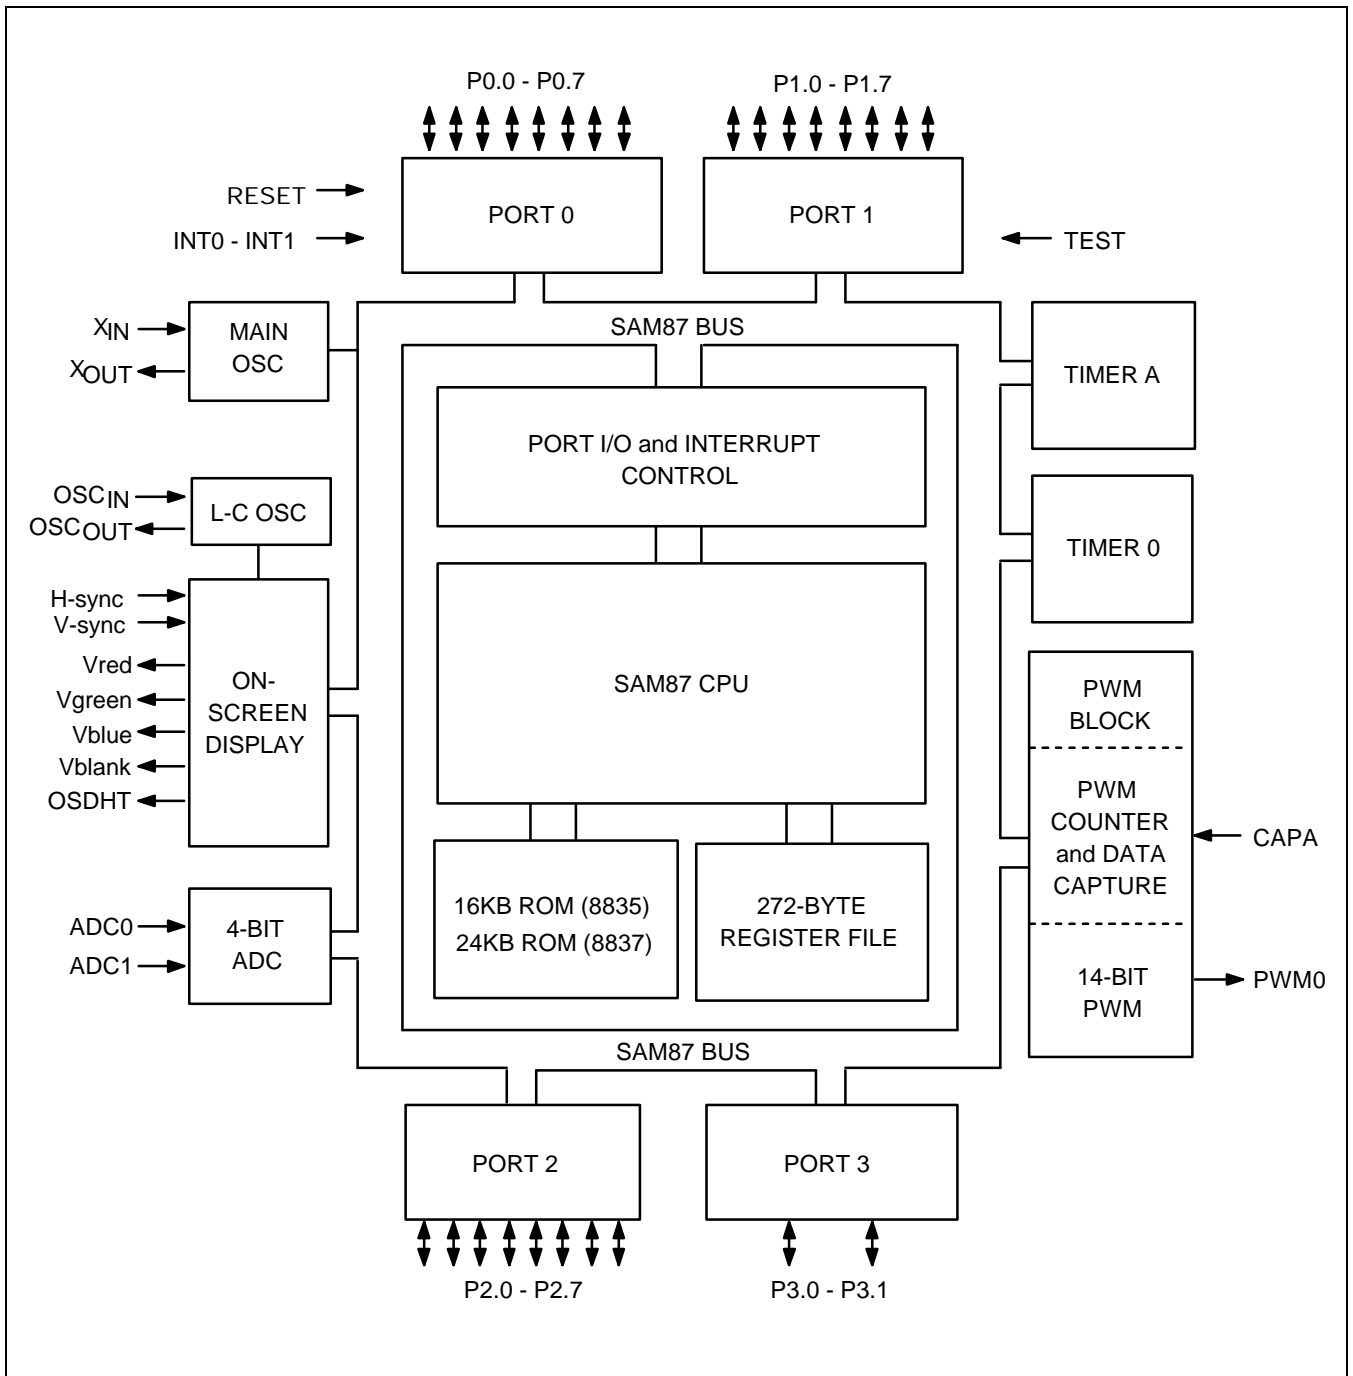 P0.0 - P0.7
P1.0 - P1.7
RESET
INT0 - INT1
PORT 0
PORT 1
TEST
XIN
XOUT
MAIN
OSC
SAM87 BUS
TIMER A
PORT I/O and INTERRUPT
CONTROL
OSCIN
OSCOUT
L-C OSC
TIMER 0
H-sync
V-sync
Vred
Vgreen
Vblue
Vblank
OSDHT
ON-
SCREEN
DISPLAY
SAM87 CPU
PWM
BLOCK
PWM
COUNTER
and DATA
CAPTURE
CAPA
14-BIT
PWM
PWM0
ADC0
ADC1
4-BIT
ADC
16KB ROM (8835)
24KB ROM (8837)
272-BYTE
REGISTER FILE
SAM87 BUS
PORT 2
PORT 3
P2.0 - P2.7
P3.0 - P3.1